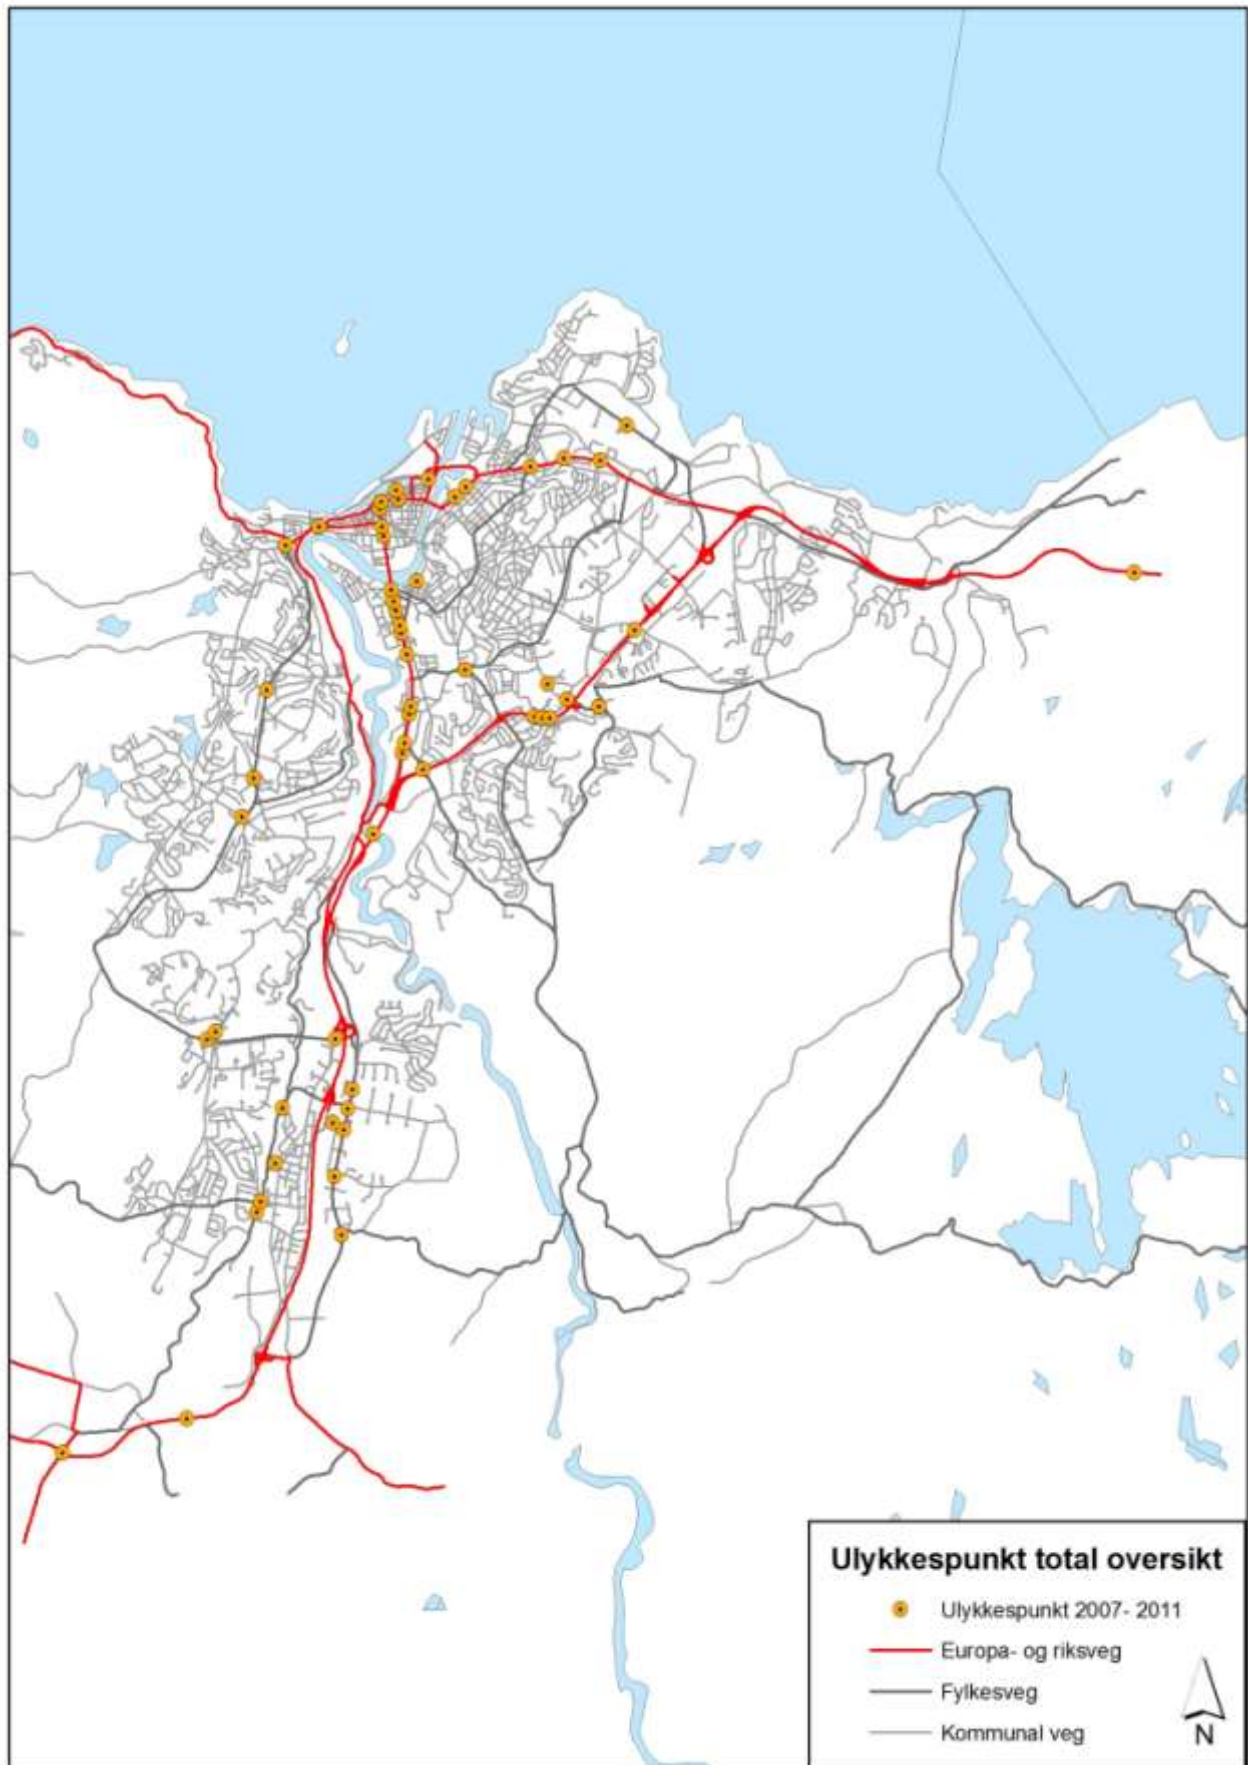 Ulykkespunkt total oversikt
Ulykkespunkt 2007- 2011
Europa- og riksveg
Fylkesveg
Kommunal veg
N